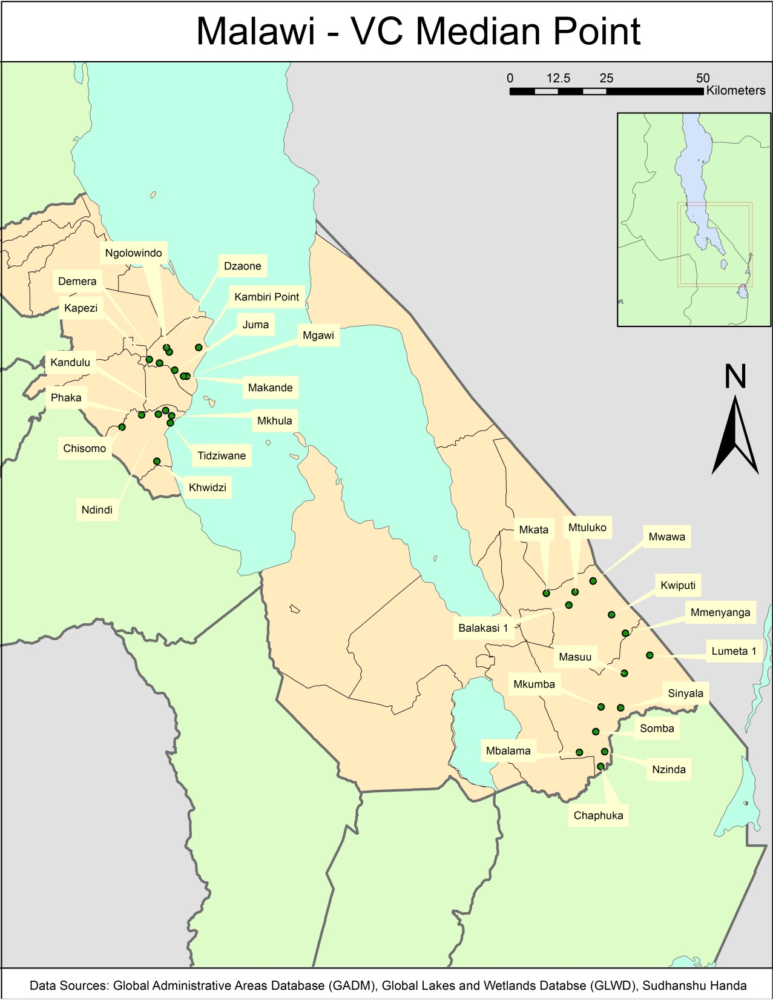 Malawi - VC Median Point
0 12.5 25 50
Kilometers
Ngolowindo
Dzaone
Demera
Kambiri Point
Kapezi
Juma
Mgawi
Kandulu
Makande
Phaka
Mkhula
Chisomo
Tidziwane
Khwidzi
Ndindi
N
Mkata
Mtuluko
Mwawa
Kwiputi
Mmenyanga
Balakasi 1
Lumeta 1
Masuu
Mkumba
Sinyala
Somba
Mbalama
Nzinda
Chaphuka
Data Sources: Global Administrative Areas Database (GADM), Global Lakes and Wetlands Databse (GLWD), Sudhanshu Handa